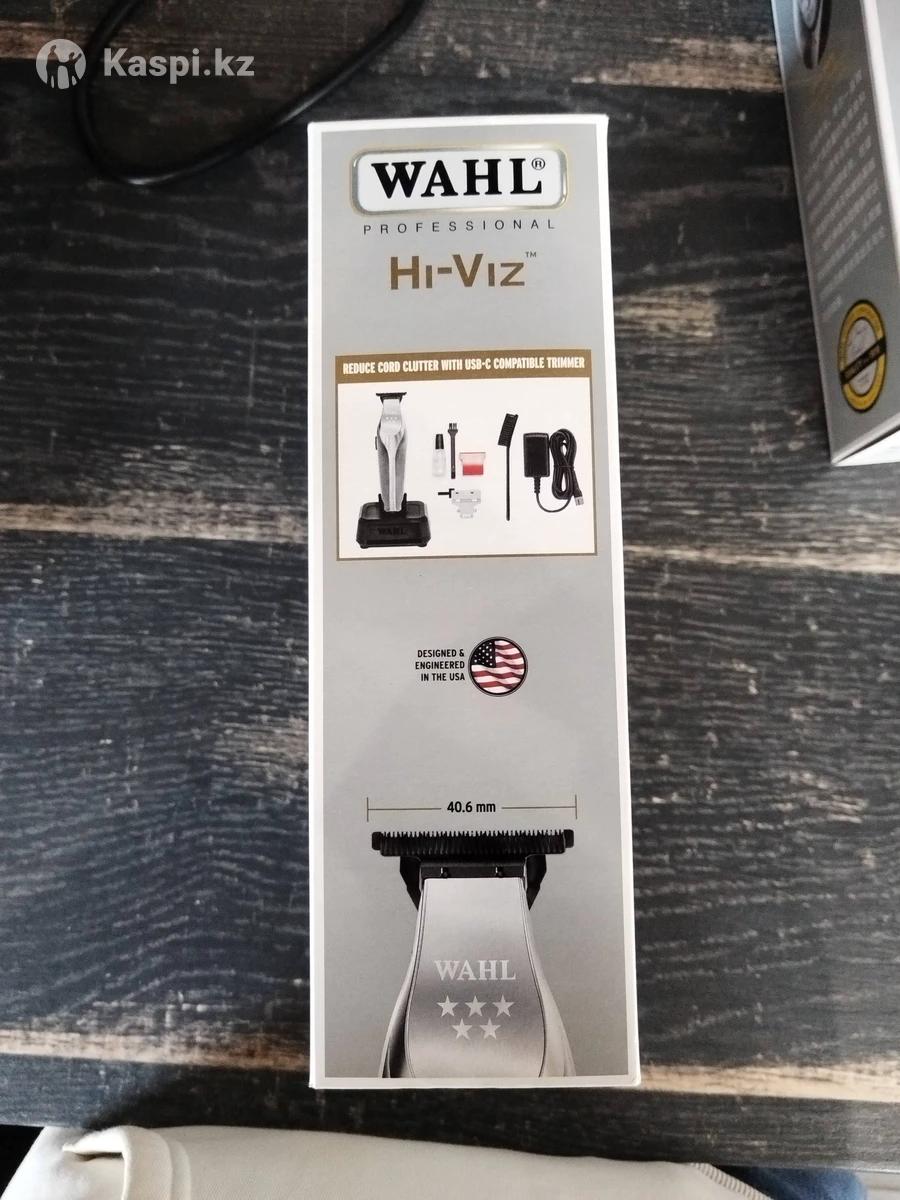 Kaspi.kz
WAHL®
PROFESSIONAL
HI-VIZ™
REDUCE CORD CLUTTER WITH USB-C COMPATIBLE TRIMMER
WAHL
DESIGNED &
ENGINEERED
IN THE USA
40.6 mm
WAHL